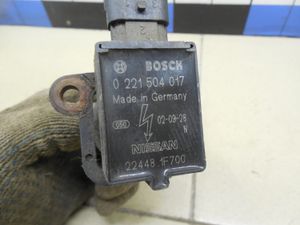 BOSCH
0 221 504 017
Made in Germany
02-09-28
N
NISSAN
22448 1F700